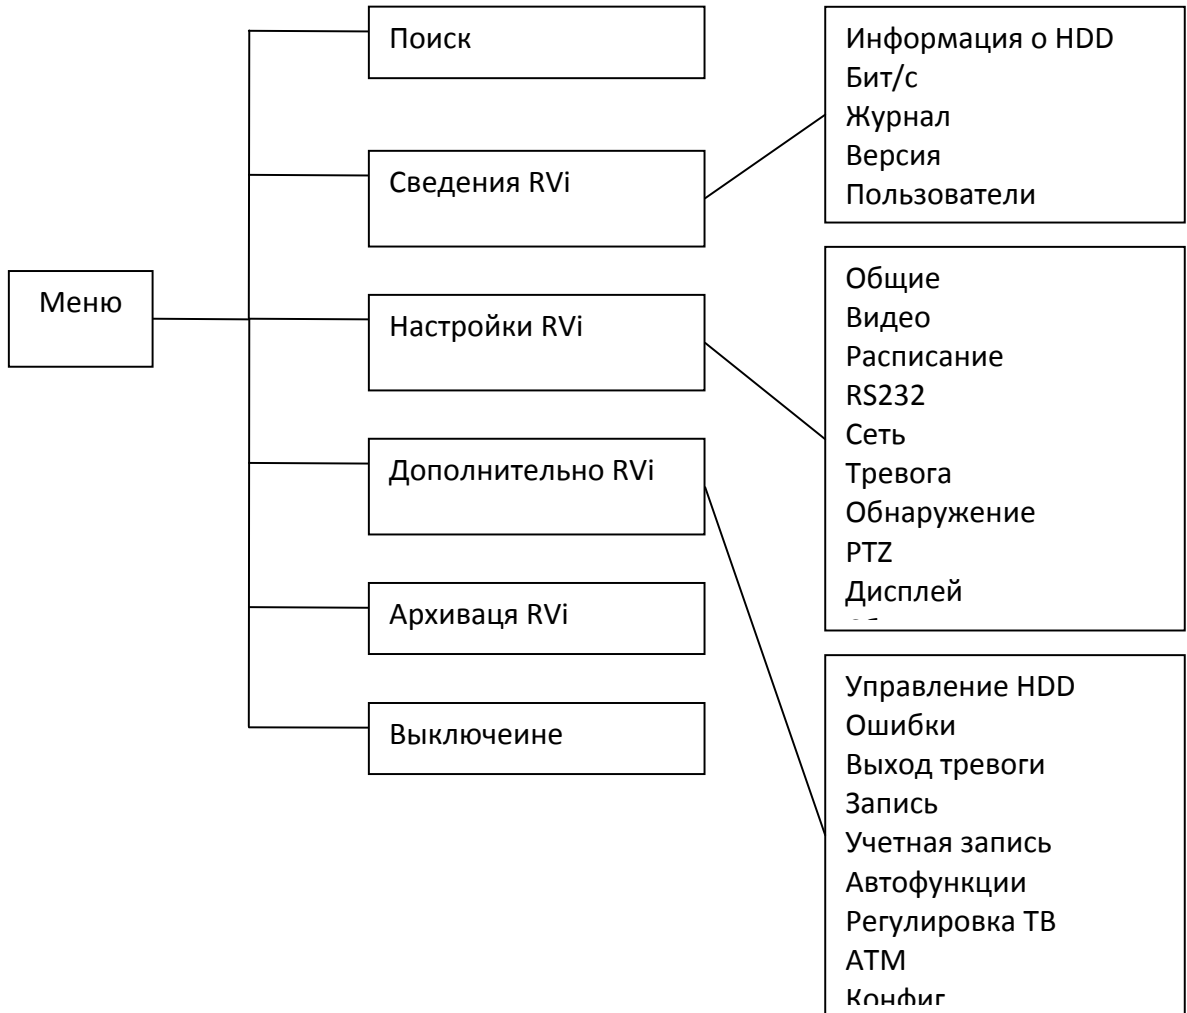 Меню
Поиск
Сведения RVi
Настройки RVi
Дополнительно RVi
Архиваця RVi
Выключеине
Информация о HDD
Бит/с
Журнал
Версия
Пользователи
Общие
Видео
Расписание
RS232
Сеть
Тревога
Обнаружение
PTZ
Дисплей
Управление HDD
Ошибки
Выход тревоги
Запись
Учетная запись
Автофункции
Регулировка ТВ
ATM
Конфиг